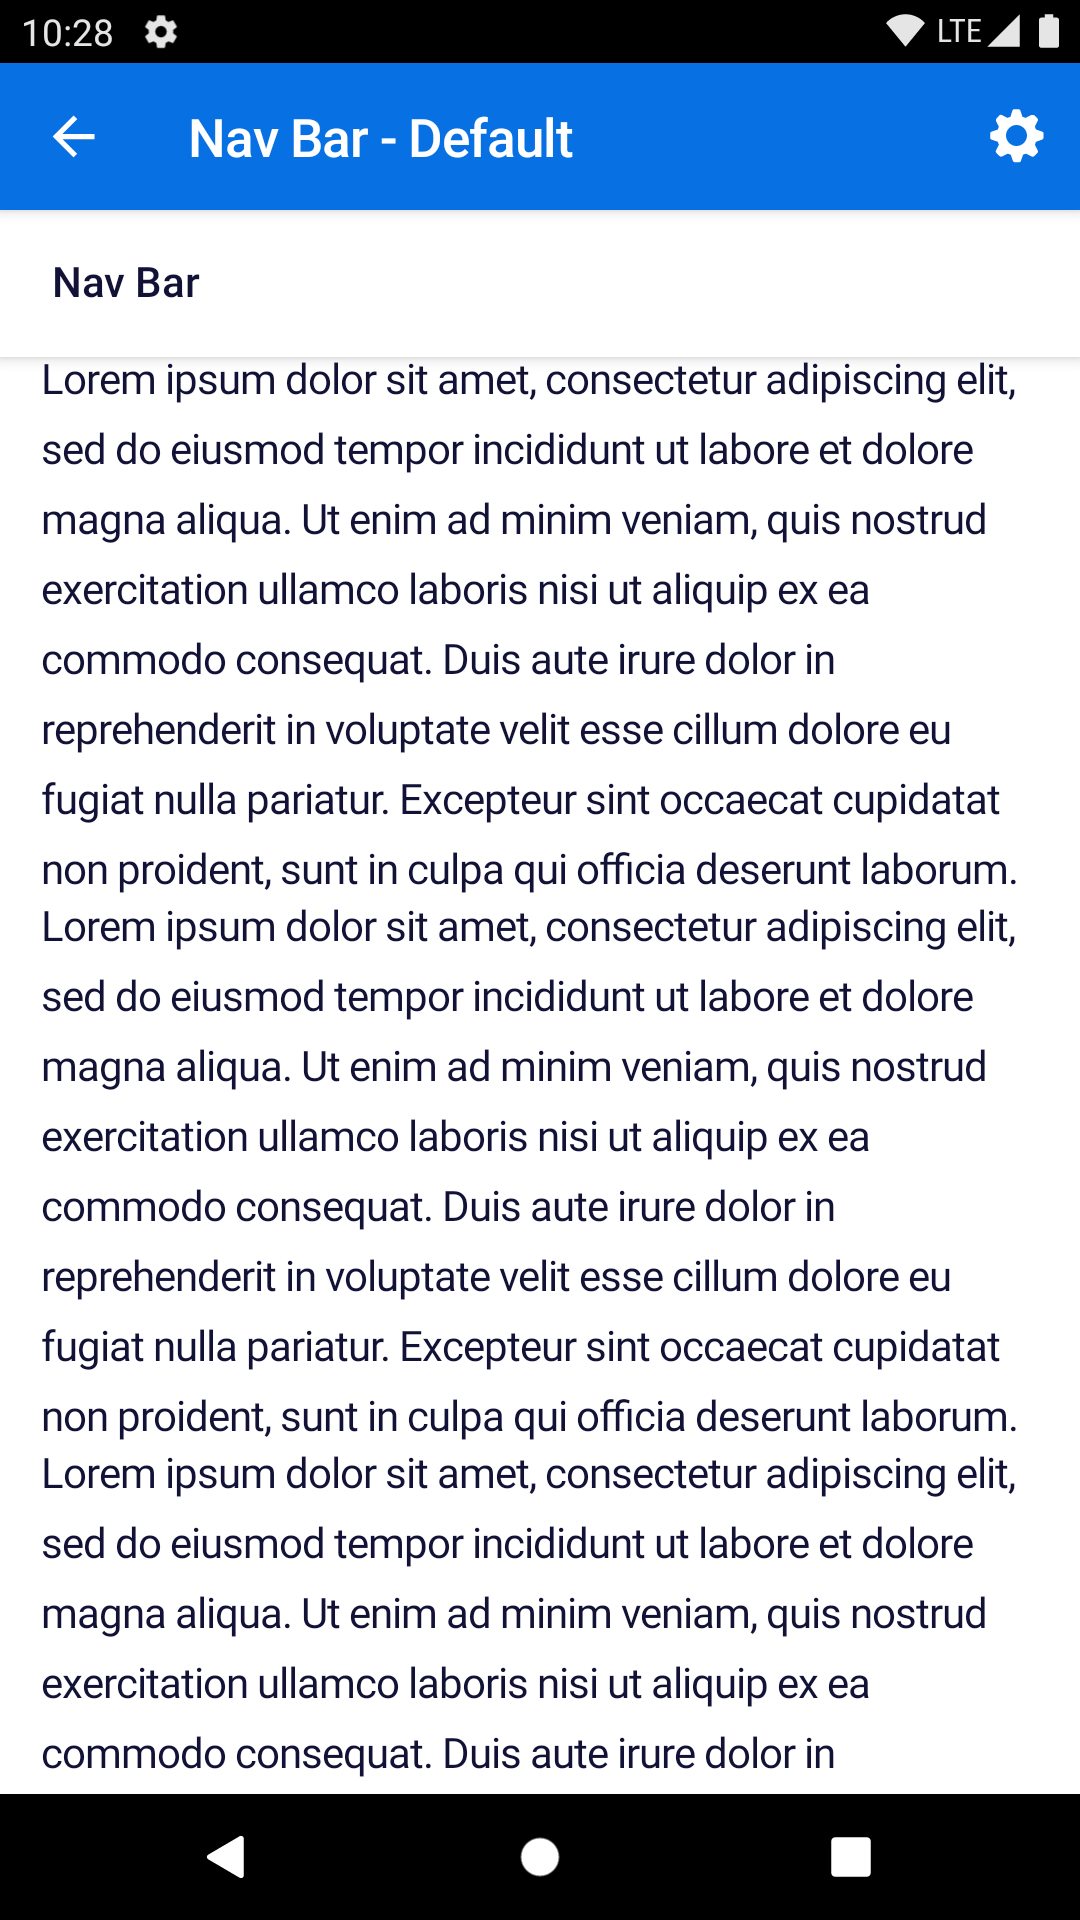 10:28 LTE
Nav Bar - Default
Nav Bar
Lorem ipsum dolor sit amet, consectetur adipiscing elit,
sed do eiusmod tempor incididunt ut labore et dolore
magna aliqua. Ut enim ad minim veniam, quis nostrud
exercitation ullamco laboris nisi ut aliquip ex ea
commodo consequat. Duis aute irure dolor in
reprehenderit in voluptate velit esse cillum dolore eu
fugiat nulla pariatur. Excepteur sint occaecat cupidatat
non proident, sunt in culpa qui officia deserunt laborum.
Lorem ipsum dolor sit amet, consectetur adipiscing elit,
sed do eiusmod tempor incididunt ut labore et dolore
magna aliqua. Ut enim ad minim veniam, quis nostrud
exercitation ullamco laboris nisi ut aliquip ex ea
commodo consequat. Duis aute irure dolor in
reprehenderit in voluptate velit esse cillum dolore eu
fugiat nulla pariatur. Excepteur sint occaecat cupidatat
non proident, sunt in culpa qui officia deserunt laborum.
Lorem ipsum dolor sit amet, consectetur adipiscing elit,
sed do eiusmod tempor incididunt ut labore et dolore
magna aliqua. Ut enim ad minim veniam, quis nostrud
exercitation ullamco laboris nisi ut aliquip ex ea
commodo consequat. Duis aute irure dolor in